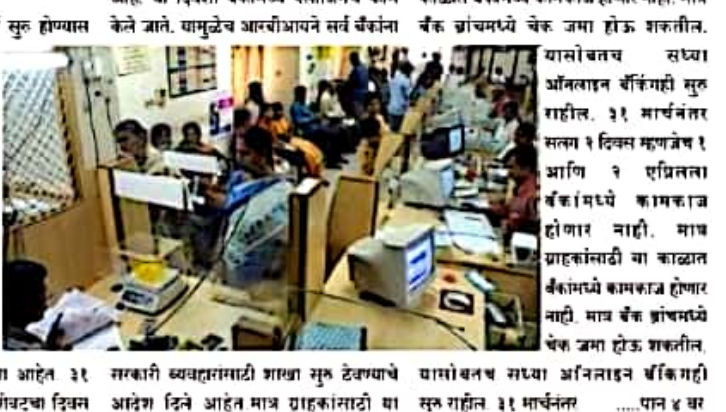 सुरु होण्यास
केले जाते. यामुळेच आरबीआयने सर्व बँकांना
सरकारी व्यवहारांसाठी शाखा सुरु ठेवण्याचे
आदेश दिले आहेत.मात्र ग्राहकांसाठी या
बँक ब्रांचमध्ये चेक जमा होऊ शकतील.
यासोबतच सध्या
ऑनलाइन बँकिंगही सुरु
राहील. ३१ मार्चनंतर
सलग २ दिवस म्हणजेच १
आणि २ एप्रिलला
बँकांमध्ये कामकाज
होणार नाही. मात्र
ग्राहकांसाठी या काळात
बँकांमध्ये कामकाज होणार
नाही. मात्र बँक ब्रांचमध्ये
चेक जमा होऊ शकतील.
यासोबतच सध्या ऑनलाइन बँकिंगही
सुरु राहील. ३१ मार्चनंतर .....पान ४ वर
आहेत. ३१
दिवस